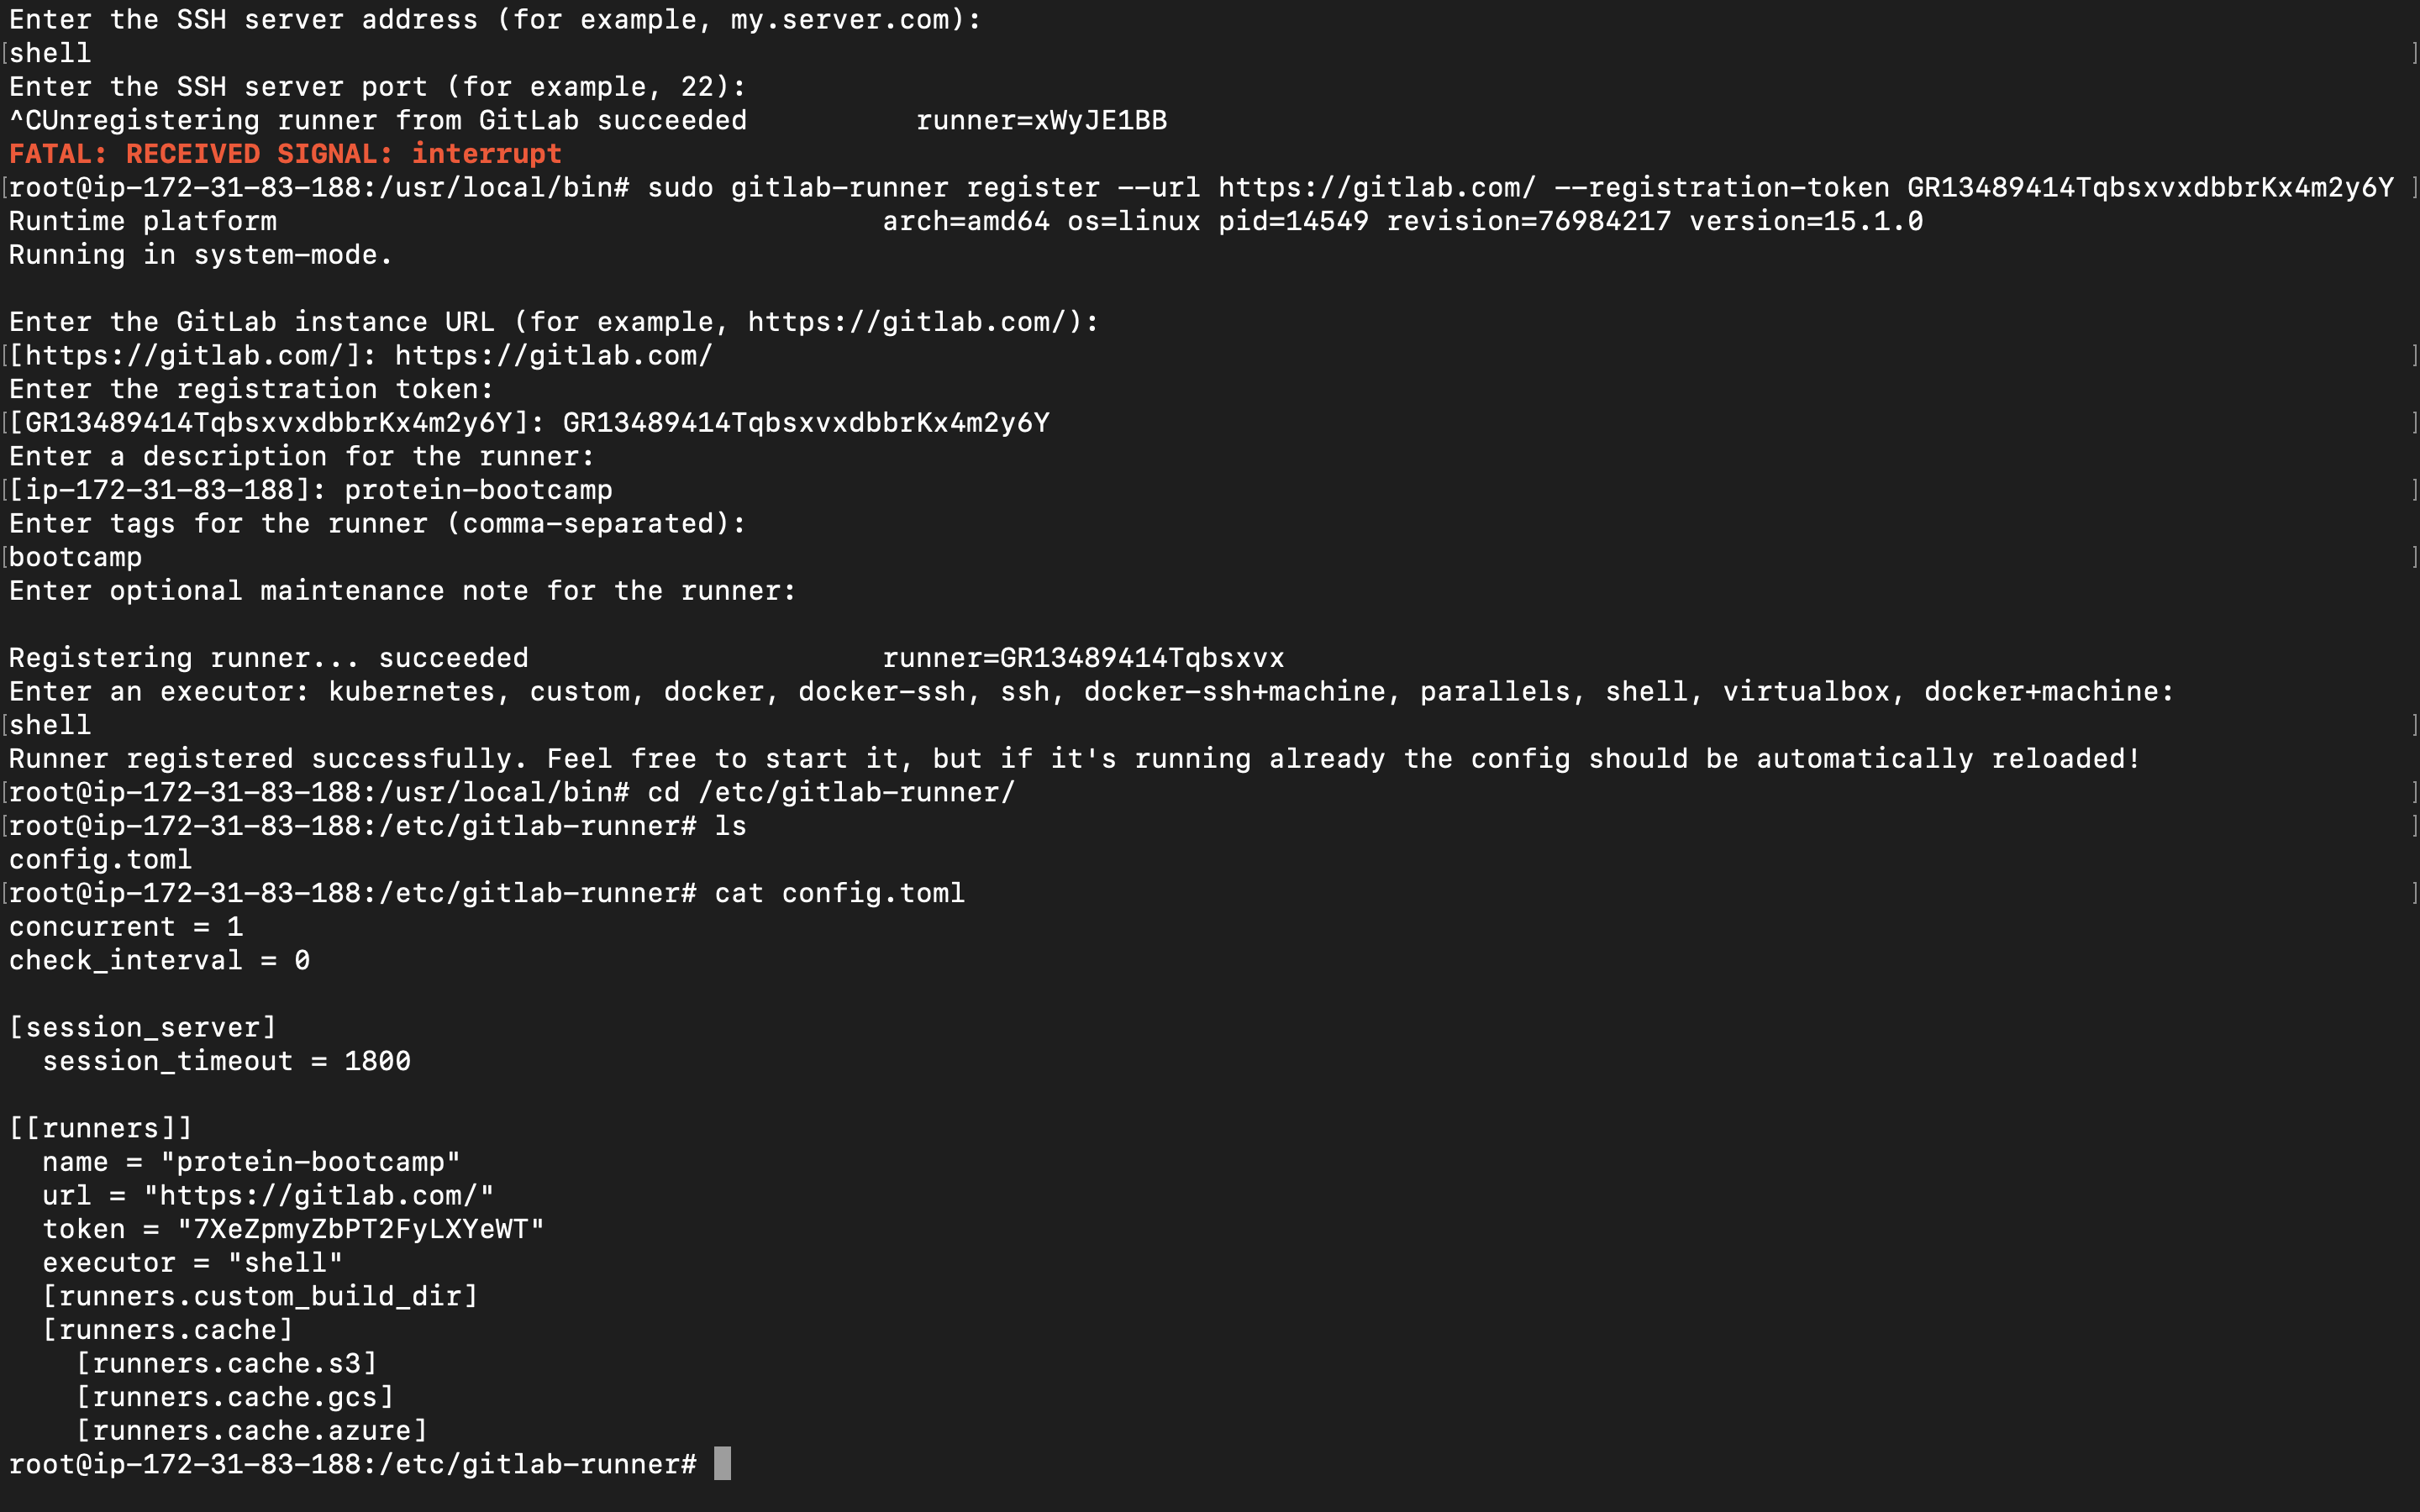 Enter the SSH server address (for example, my.server.com):
[shell ]
Enter the SSH server port (for example, 22):
^CUnregistering runner from GitLab succeeded runner=xWyJE1BB
FATAL: RECEIVED SIGNAL: interrupt
[root@ip-172-31-83-188:/usr/local/bin# sudo gitlab-runner register --url https://gitlab.com/ --registration-token GR13489414TqbsxvxdbbrKx4m2y6Y ]
Runtime platform arch=amd64 os=linux pid=14549 revision=76984217 version=15.1.0
Running in system-mode.
Enter the GitLab instance URL (for example, https://gitlab.com/):
[[https://gitlab.com/]: https://gitlab.com/ ]
Enter the registration token:
[[GR13489414TqbsxvxdbbrKx4m2y6Y]: GR13489414TqbsxvxdbbrKx4m2y6Y ]
Enter a description for the runner:
[[ip-172-31-83-188]: protein-bootcamp ]
Enter tags for the runner (comma-separated):
[bootcamp ]
Enter optional maintenance note for the runner:
Registering runner... succeeded runner=GR13489414Tqbsxvx
Enter an executor: kubernetes, custom, docker, docker-ssh, ssh, docker-ssh+machine, parallels, shell, virtualbox, docker+machine:
[shell ]
Runner registered successfully. Feel free to start it, but if it's running already the config should be automatically reloaded!
[root@ip-172-31-83-188:/usr/local/bin# cd /etc/gitlab-runner/ ]
[root@ip-172-31-83-188:/etc/gitlab-runner# ls ]
config.toml
[root@ip-172-31-83-188:/etc/gitlab-runner# cat config.toml ]
concurrent = 1
check_interval = 0
[session_server]
session_timeout = 1800
[[runners]]
name = "protein-bootcamp"
url = "https://gitlab.com/"
token = "7XeZpmyZbPT2FyLXYeWT"
executor = "shell"
[runners.custom_build_dir]
[runners.cache]
[runners.cache.s3]
[runners.cache.gcs]
[runners.cache.azure]
root@ip-172-31-83-188:/etc/gitlab-runner#